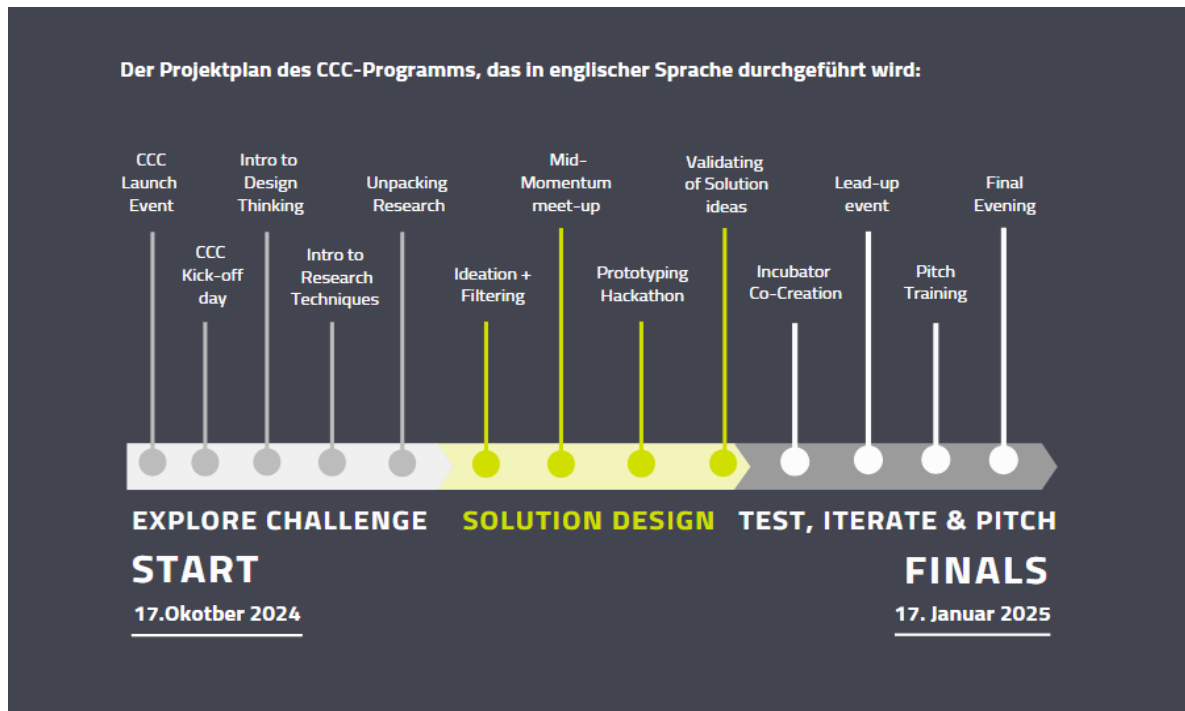 Der Projektplan des CCC-Programms, das in englischer Sprache durchgeführt wird:
CCC
Launch
Event
CCC
Kick-off
day
Intro to
Design
Thinking
Intro to
Research
Techniques
Unpacking
Research
Ideation +
Filtering
Mid-
Momentum
meet-up
Prototyping
Hackathon
Validating
of Solution
ideas
Incubator
Co-Creation
Lead-up
event
Pitch
Training
Final
Evening
EXPLORE CHALLENGE
SOLUTION DESIGN
TEST, ITERATE & PITCH
START
17.Okotber 2024
FINALS
17. Januar 2025